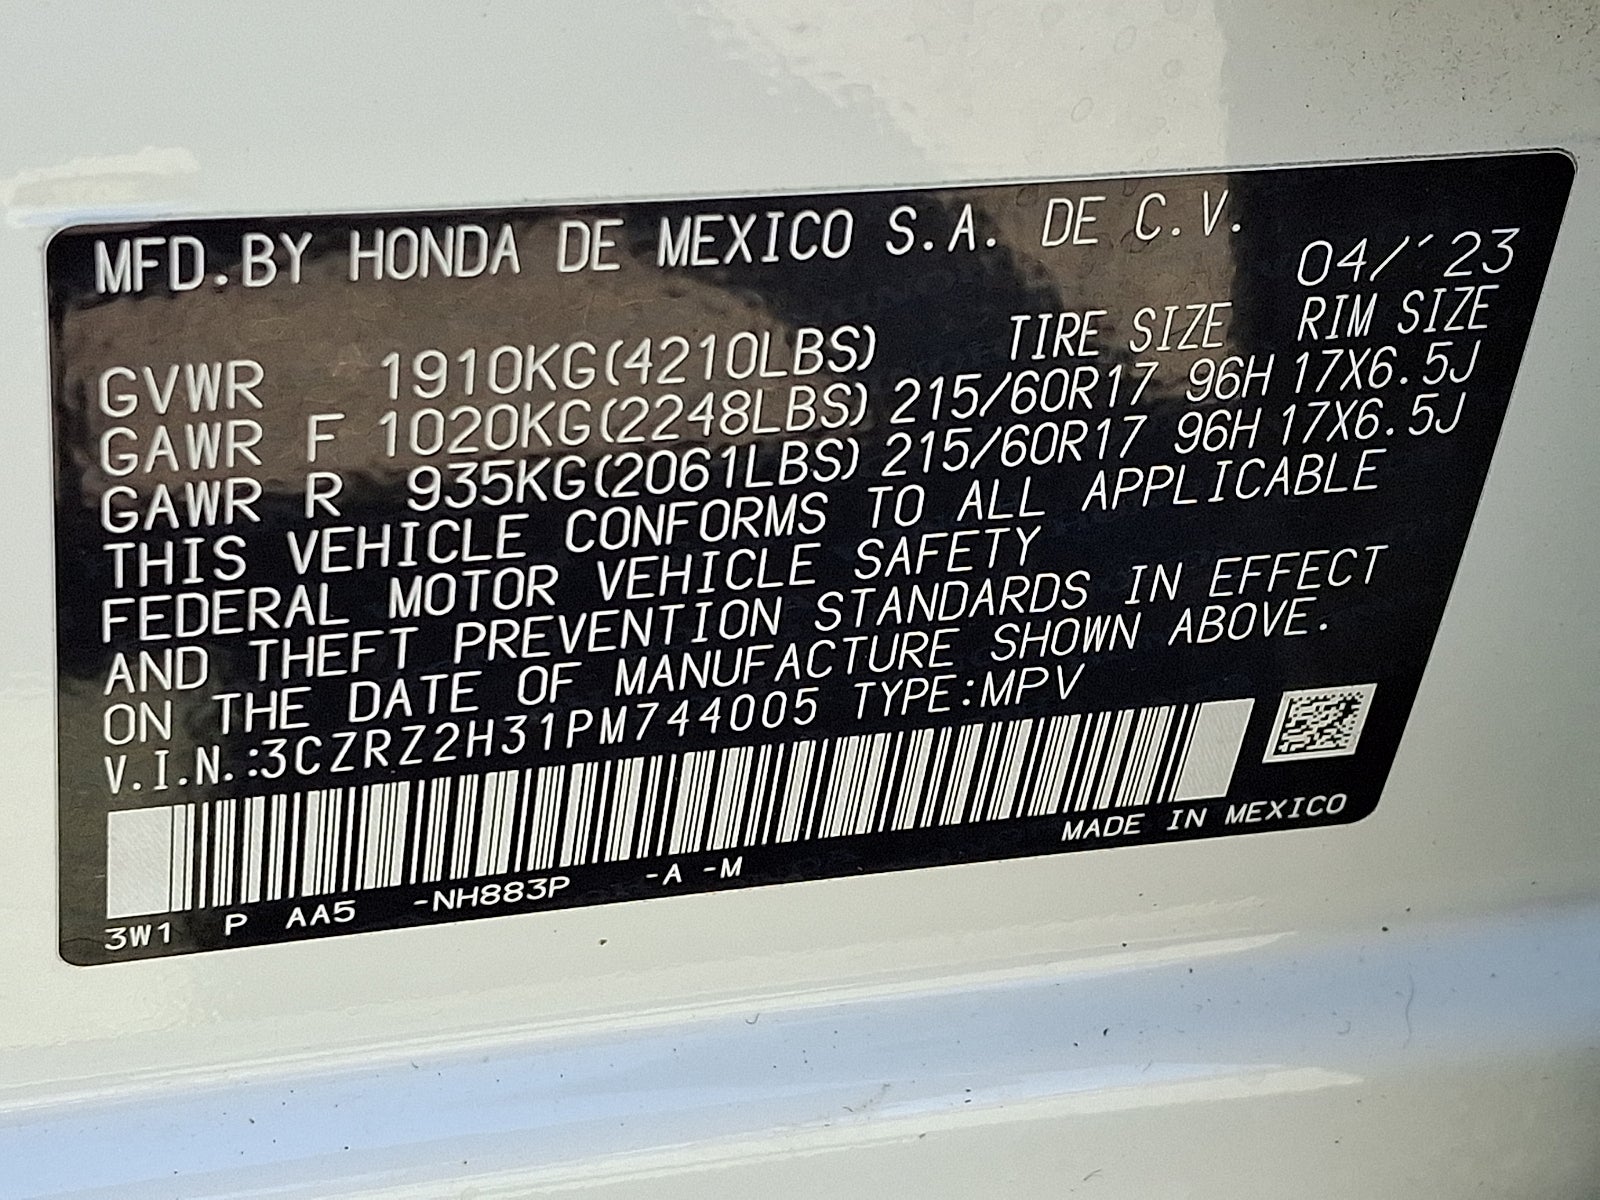 MFD.BY HONDA DE MEXICO S.A. DE C.V.
04/'23
TIRE SIZE RIM SIZE
GVWR 1910KG(4210LBS)
GAWR F 1020KG(2248LBS) 215/60R17 96H 17X6.5J
GAWR R 935KG(2061LBS) 215/60R17 96H 17X6.5J
THIS VEHICLE CONFORMS TO ALL APPLICABLE
FEDERAL MOTOR VEHICLE SAFETY
AND THEFT PREVENTION STANDARDS IN EFFECT
ON THE DATE OF MANUFACTURE SHOWN ABOVE.
V.I.N.:3CZRZ2H31PM744005 TYPE:MPV
MADE IN MEXICO
3W1 P AA5 -NH883P -A -M